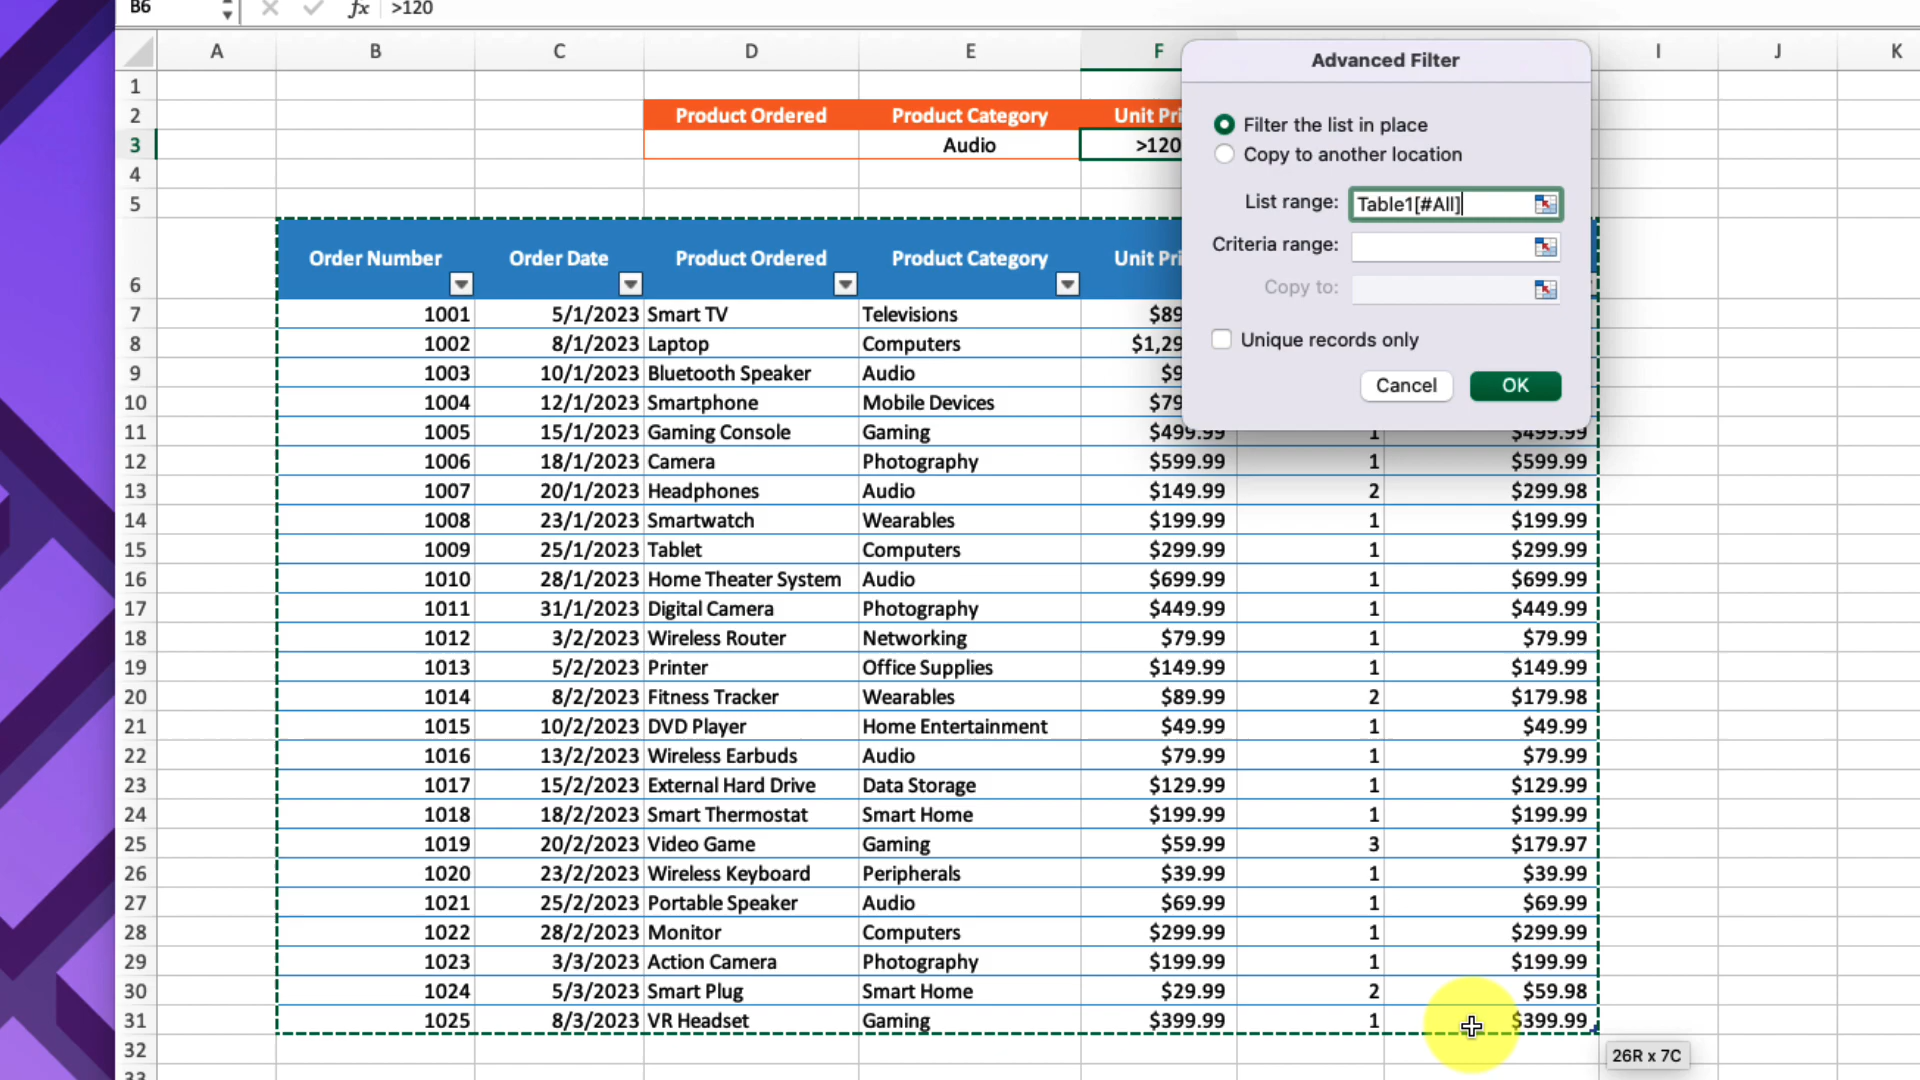 B6 fx >120
A B C D E F I J K
Advanced Filter
1
2 Product Ordered Product Category Unit Pri
3 Audio >120
4
5
Filter the list in place
Copy to another location
List range: Table1[#All]
Criteria range:
Copy to:
Unique records only
Cancel OK
6 Order Number Order Date Product Ordered Product Category Unit Pri
7 1001 5/1/2023 Smart TV Televisions $89
8 1002 8/1/2023 Laptop Computers $1,29
9 1003 10/1/2023 Bluetooth Speaker Audio $9
10 1004 12/1/2023 Smartphone Mobile Devices $79
11 1005 15/1/2023 Gaming Console Gaming $499.99 1 $499.99
12 1006 18/1/2023 Camera Photography $599.99 1 $599.99
13 1007 20/1/2023 Headphones Audio $149.99 2 $299.98
14 1008 23/1/2023 Smartwatch Wearables $199.99 1 $199.99
15 1009 25/1/2023 Tablet Computers $299.99 1 $299.99
16 1010 28/1/2023 Home Theater System Audio $699.99 1 $699.99
17 1011 31/1/2023 Digital Camera Photography $449.99 1 $449.99
18 1012 3/2/2023 Wireless Router Networking $79.99 1 $79.99
19 1013 5/2/2023 Printer Office Supplies $149.99 1 $149.99
20 1014 8/2/2023 Fitness Tracker Wearables $89.99 2 $179.98
21 1015 10/2/2023 DVD Player Home Entertainment $49.99 1 $49.99
22 1016 13/2/2023 Wireless Earbuds Audio $79.99 1 $79.99
23 1017 15/2/2023 External Hard Drive Data Storage $129.99 1 $129.99
24 1018 18/2/2023 Smart Thermostat Smart Home $199.99 1 $199.99
25 1019 20/2/2023 Video Game Gaming $59.99 3 $179.97
26 1020 23/2/2023 Wireless Keyboard Peripherals $39.99 1 $39.99
27 1021 25/2/2023 Portable Speaker Audio $69.99 1 $69.99
28 1022 28/2/2023 Monitor Computers $299.99 1 $299.99
29 1023 3/3/2023 Action Camera Photography $199.99 1 $199.99
30 1024 5/3/2023 Smart Plug Smart Home $29.99 2 $59.98
31 1025 8/3/2023 VR Headset Gaming $399.99 1 $399.99
32
33
26R x 7C